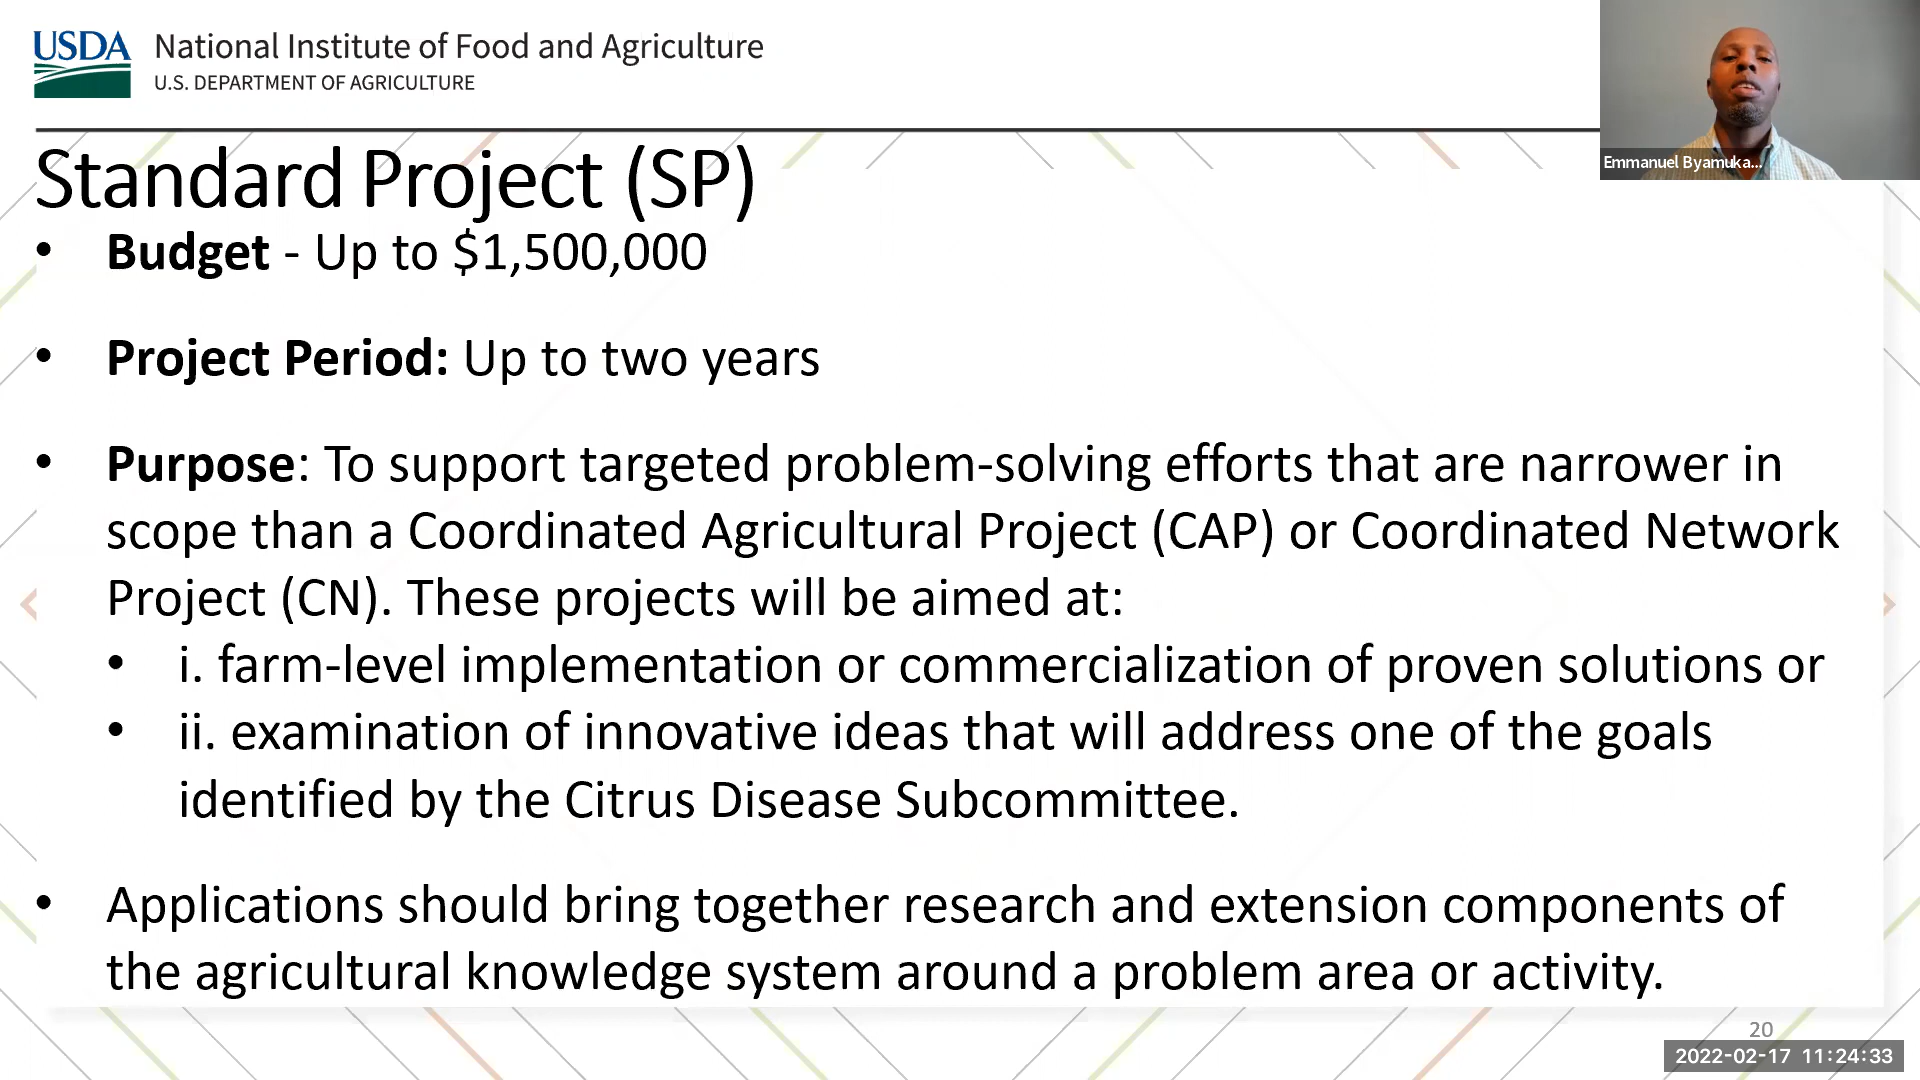 USDA
National Institute of Food and Agriculture
U.S. DEPARTMENT OF AGRICULTURE
Emmanuel Byamuka...
Standard Project (SP)
• Budget - Up to $1,500,000
• Project Period: Up to two years
• Purpose: To support targeted problem-solving efforts that are narrower in
scope than a Coordinated Agricultural Project (CAP) or Coordinated Network
Project (CN). These projects will be aimed at:
• i. farm-level implementation or commercialization of proven solutions or
• ii. examination of innovative ideas that will address one of the goals
identified by the Citrus Disease Subcommittee.
• Applications should bring together research and extension components of
the agricultural knowledge system around a problem area or activity.
20
2022-02-17 11:24:33